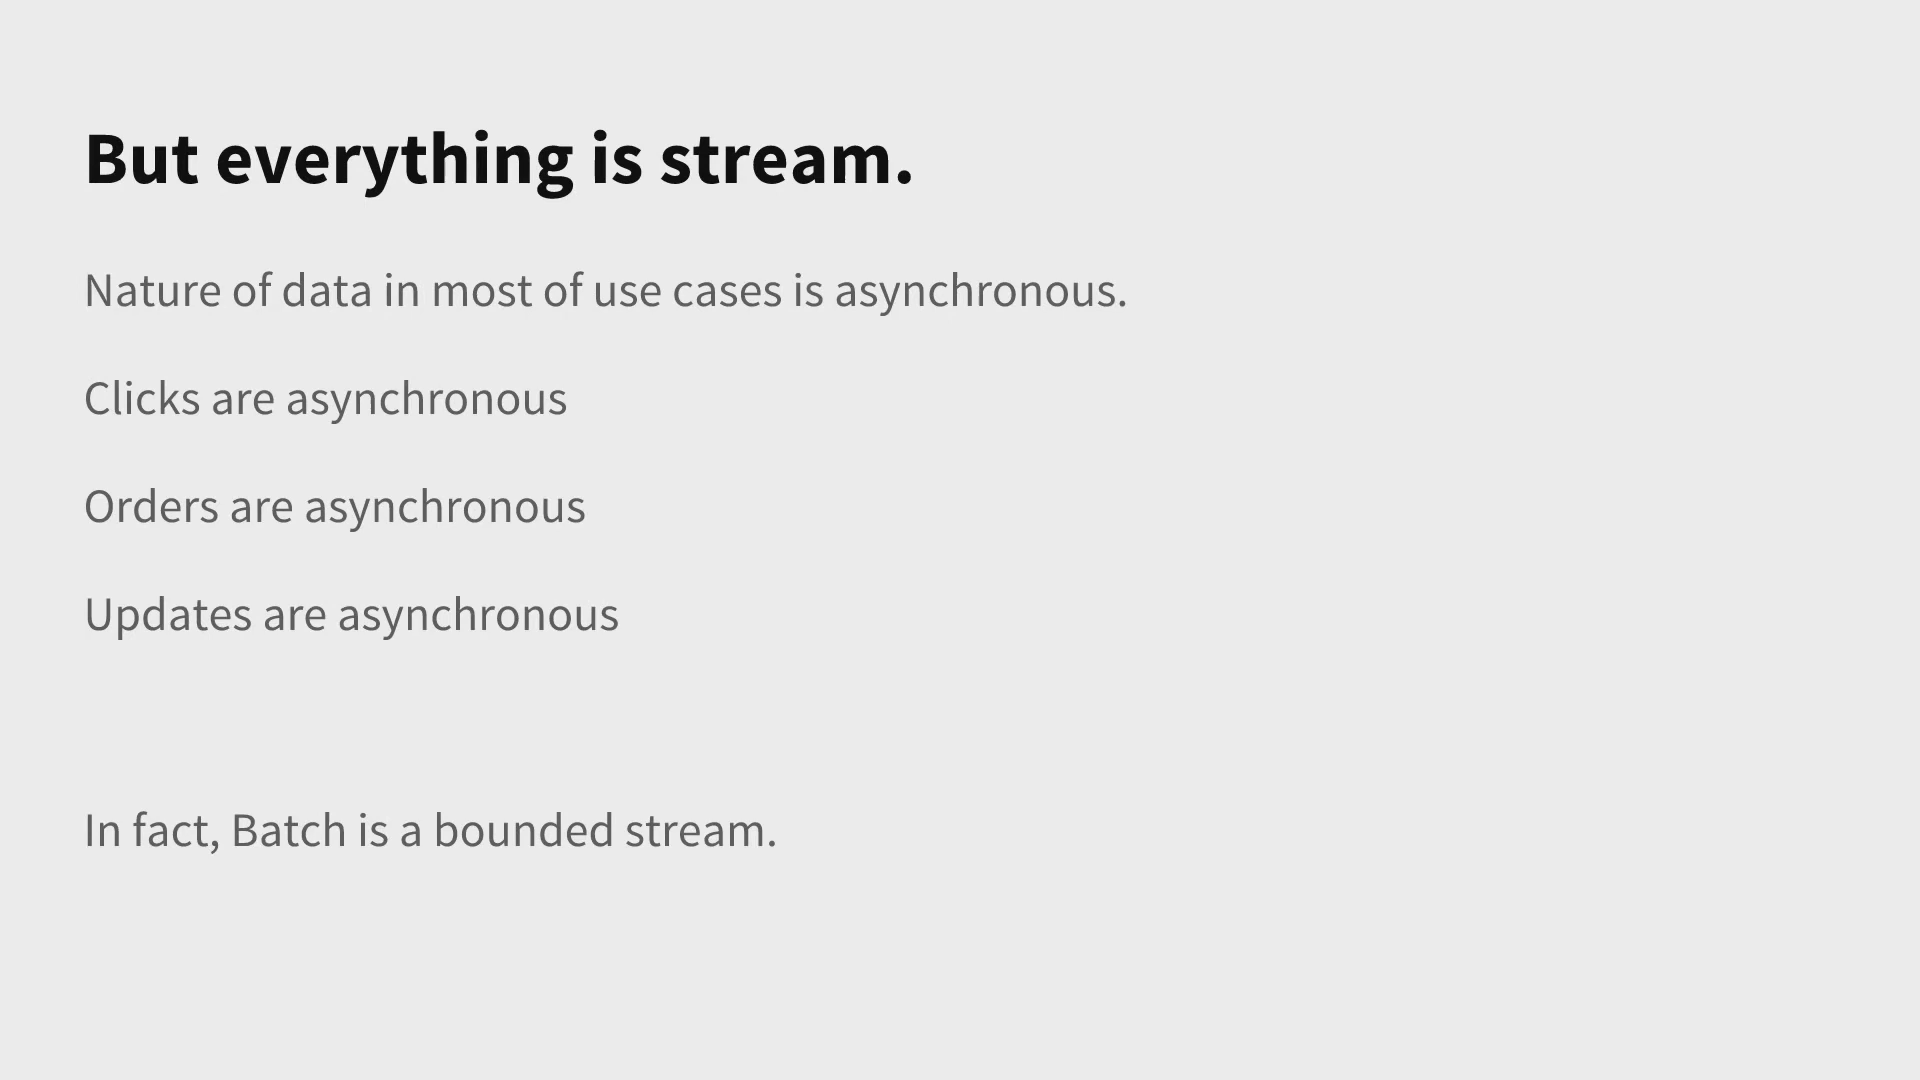 But everything is stream.
Nature of data in most of use cases is asynchronous.
Clicks are asynchronous
Orders are asynchronous
Updates are asynchronous
In fact, Batch is a bounded stream.